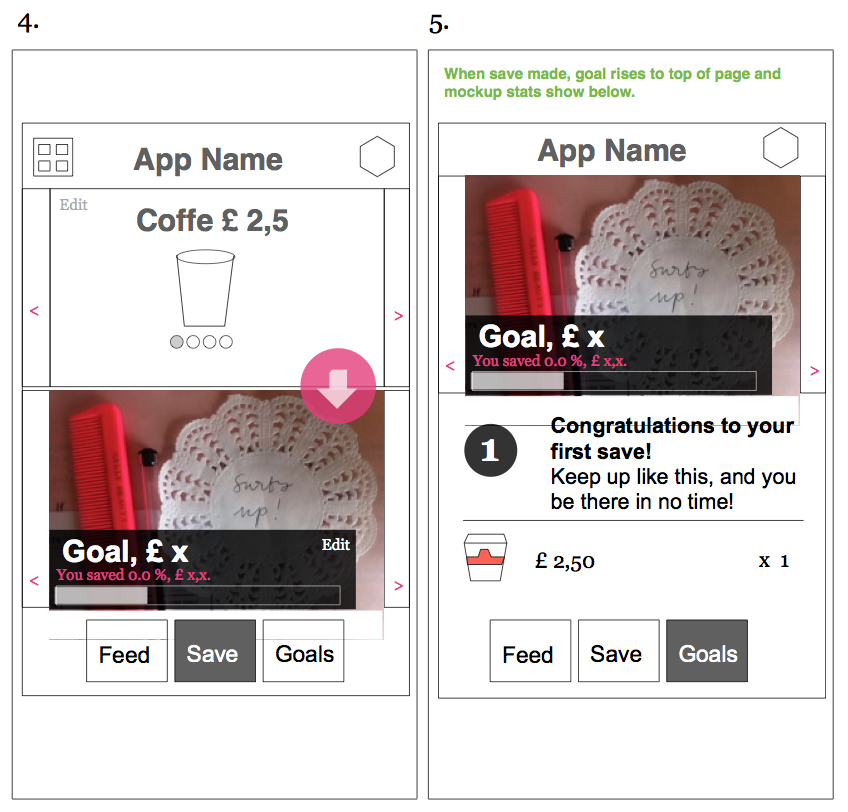 4.
App Name
Edit
Coffe £ 2,5
<
>
surfs
up!
Goal, £ x
Edit
You saved 0.0 %, £ x,x.
<
>
Feed
Save
Goals
5.
When save made, goal rises to top of page and
mockup stats show below.
App Name
surfs
up!
Goal, £ x
You saved 0.0 %, £ x,x.
<
>
1
Congratulations to your
first save!
Keep up like this, and you
be there in no time!
£ 2,50
x 1
Feed
Save
Goals